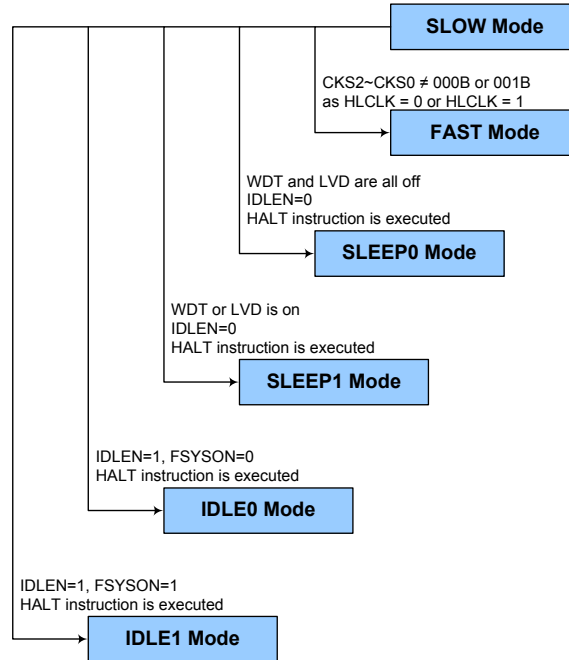 SLOW Mode
CKS2~CKS0 ≠ 000B or 001B
as HLCLK = 0 or HLCLK = 1
FAST Mode
WDT and LVD are all off
IDLEN=0
HALT instruction is executed
SLEEP0 Mode
WDT or LVD is on
IDLEN=0
HALT instruction is executed
SLEEP1 Mode
IDLEN=1, FSYSON=0
HALT instruction is executed
IDLE0 Mode
IDLEN=1, FSYSON=1
HALT instruction is executed
IDLE1 Mode